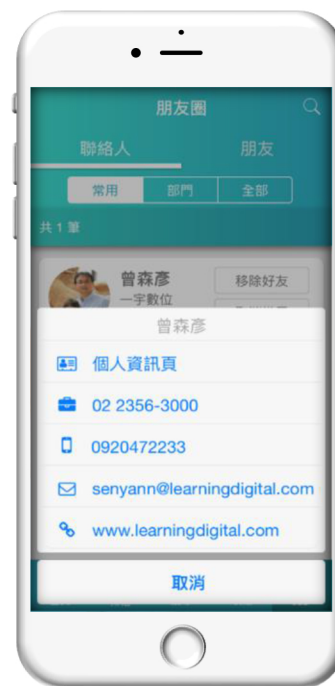 朋友圈
聯絡人 朋友
常用 部門 全部
共 1 筆
曾森彥 移除好友
一宇數位
曾森彥
個人資訊頁
02 2356-3000
0920472233
senyann@learningdigital.com
www.learningdigital.com
取消